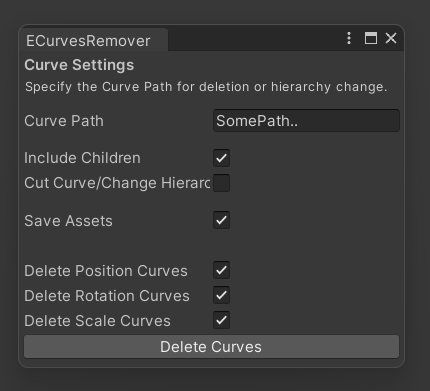 ECurvesRemover
Curve Settings
Specify the Curve Path for deletion or hierarchy change.
Curve Path SomePath..
Include Children
Cut Curve/Change Hierarc
Save Assets
Delete Position Curves
Delete Rotation Curves
Delete Scale Curves
Delete Curves